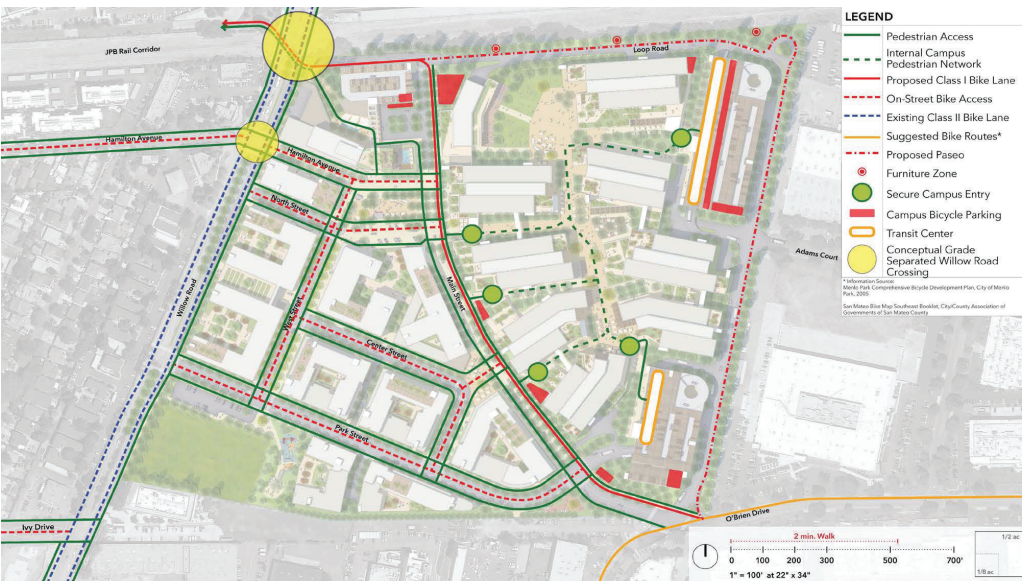 JPB Rail Corridor
Loop Road
Hamilton Avenue
Hamilton Avenue
North Street
Willow Road
West Street
Main Street
Center Street
Park Street
Ivy Drive
Adams Court
O'Brien Drive
LEGEND
Pedestrian Access
Internal Campus
Pedestrian Network
Proposed Class I Bike Lane
On-Street Bike Access
Existing Class II Bike Lane
Suggested Bike Routes*
Proposed Paseo
Furniture Zone
Secure Campus Entry
Campus Bicycle Parking
Transit Center
Conceptual Grade
Separated Willow Road
Crossing
* Information Source:
Menlo Park Comprehensive Bicycle Development Plan, City of Menlo
Park, 2005
San Mateo Bike Map Southeast Booklet, City/County Association of
Governments of San Mateo County
2 min. Walk
0 100 200 300 500 700'
1" = 100' at 22" x 34"
1/2 ac
1/8 ac